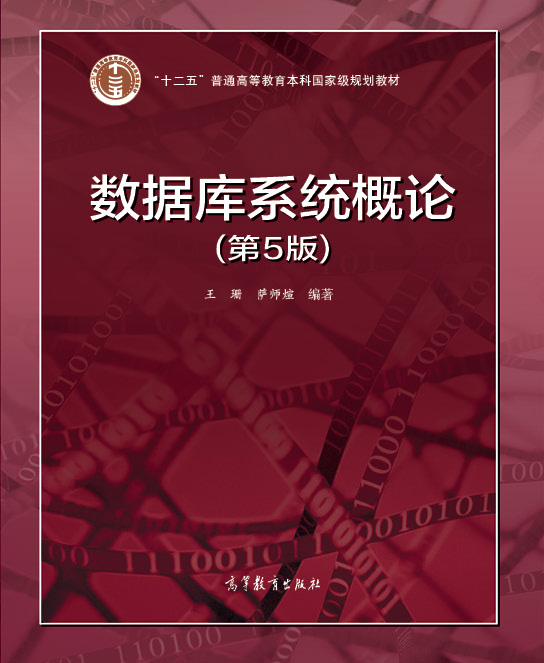 “十二五”普通高等教育本科国家级规划教材
数据库系统概论
（第5版）
王 珊 萨师煊 编著
高等教育出版社